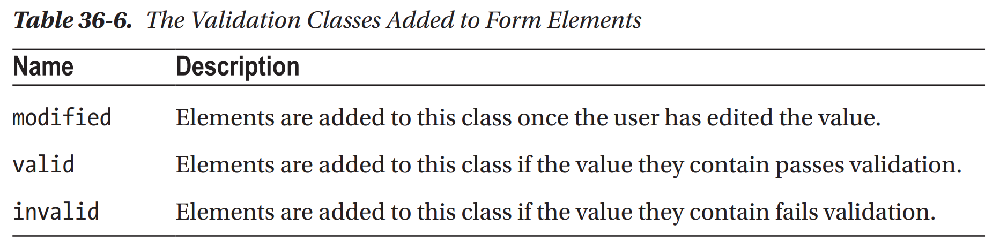 Table 36-6. The Validation Classes Added to Form Elements
Name Description
modified Elements are added to this class once the user has edited the value.
valid Elements are added to this class if the value they contain passes validation.
invalid Elements are added to this class if the value they contain fails validation.